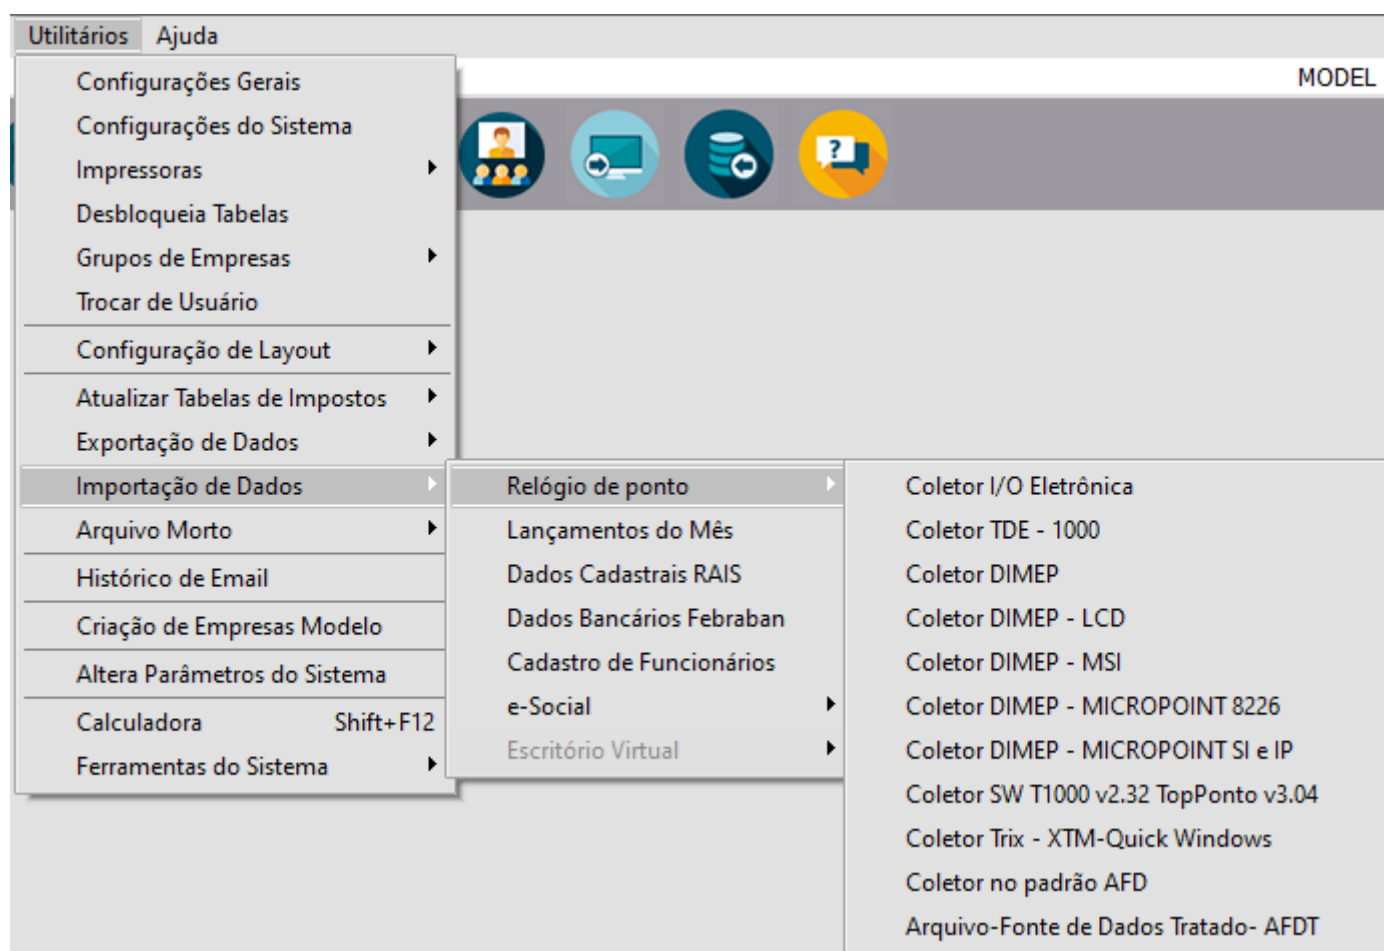 Utilitários Ajuda
MODEL
?
Configurações Gerais
Configurações do Sistema
Impressoras
Desbloqueia Tabelas
Grupos de Empresas
Trocar de Usuário
Configuração de Layout
Atualizar Tabelas de Impostos
Exportação de Dados
Importação de Dados
Arquivo Morto
Histórico de Email
Criação de Empresas Modelo
Altera Parâmetros do Sistema
Calculadora Shift+F12
Ferramentas do Sistema
Relógio de ponto
Lançamentos do Mês
Dados Cadastrais RAIS
Dados Bancários Febraban
Cadastro de Funcionários
e-Social
Escritório Virtual
Coletor I/O Eletrônica
Coletor TDE - 1000
Coletor DIMEP
Coletor DIMEP - LCD
Coletor DIMEP - MSI
Coletor DIMEP - MICROPOINT 8226
Coletor DIMEP - MICROPOINT SI e IP
Coletor SW T1000 v2.32 TopPonto v3.04
Coletor Trix - XTM-Quick Windows
Coletor no padrão AFD
Arquivo-Fonte de Dados Tratado- AFDT